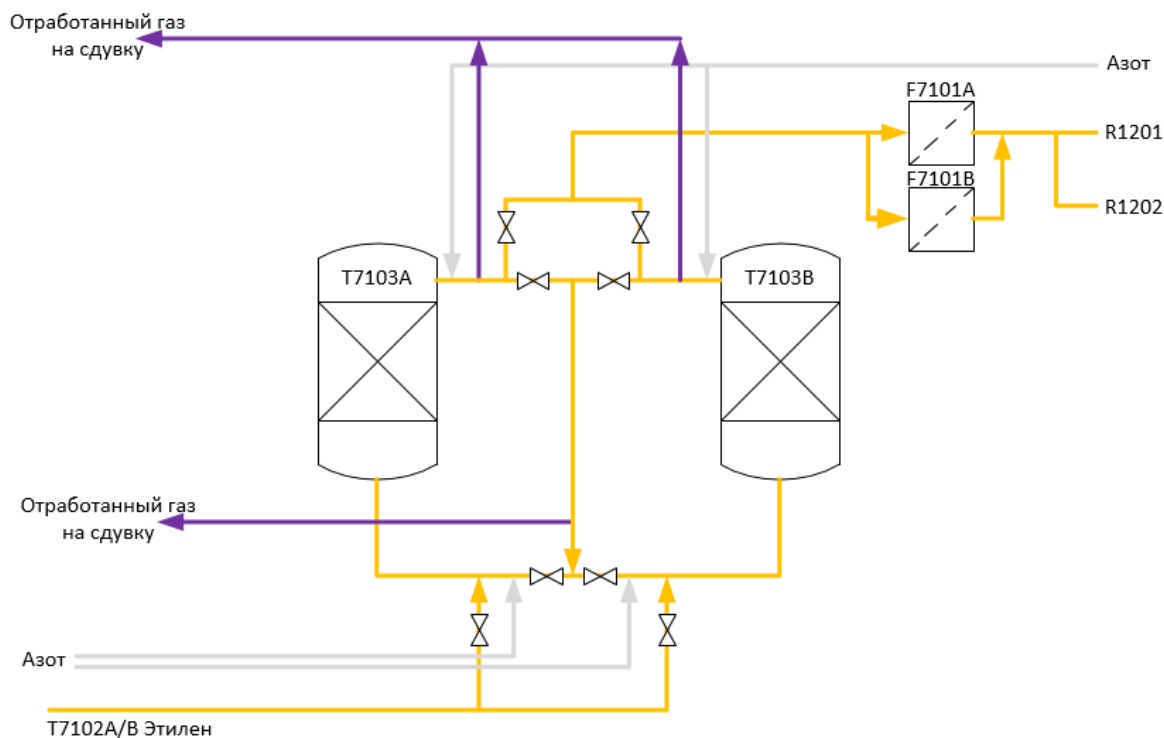 Отработанный газ
на сдувку
Азот
F7101A
R1201
F7101B
R1202
T7103A
T7103B
Отработанный газ
на сдувку
Азот
T7102A/B Этилен